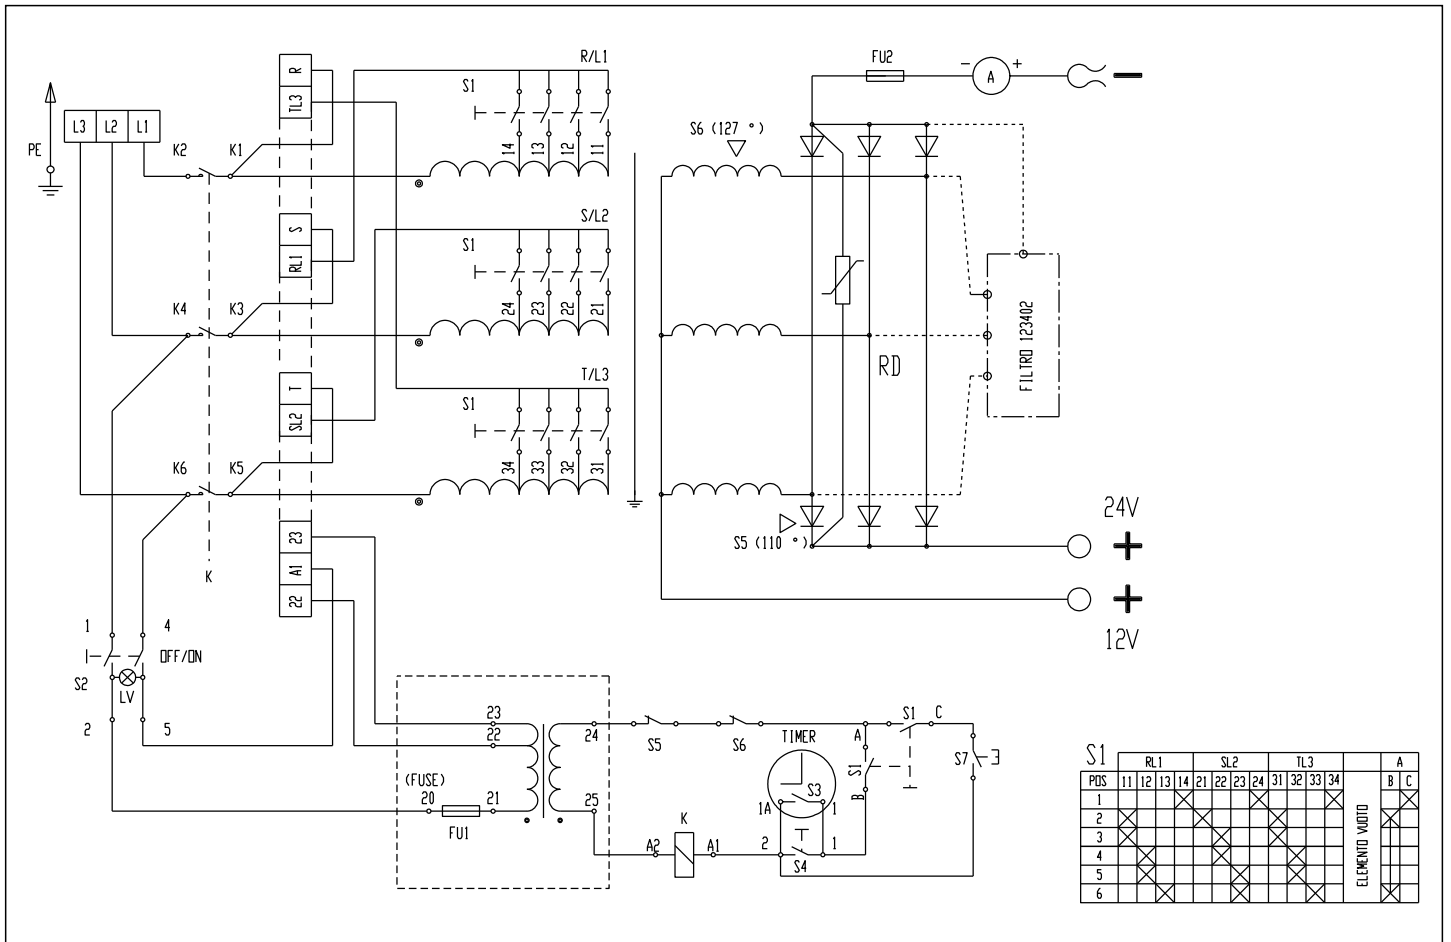 R
TL3
R/L1
S1
FU2
-
A
+
L3 L2 L1
PE
K2 K1
14 13 12 11
S6 (127 °)
S
RL1
S/L2
S1
K4 K3
24 23 22 21
FILTRO 123402
RD
T
SL2
T/L3
S1
K6 K5
34 33 32 31
24V
+
S5 (110 °)
23
A1
22
K
+
12V
1 4
OFF/ON
S2
LV
2 5
23
22
24
S5 S6
TIMER
A
S1
C
S7
S1
B
S3
1A 1
(FUSE)
20 21
25
FU1
K
A2 A1
2 1
S4
S1 RL1 SL2 TL3 A
POS 11 12 13 14 21 22 23 24 31 32 33 34 B C
1
2
3
4
5
6
ELEMENTO VUOTO